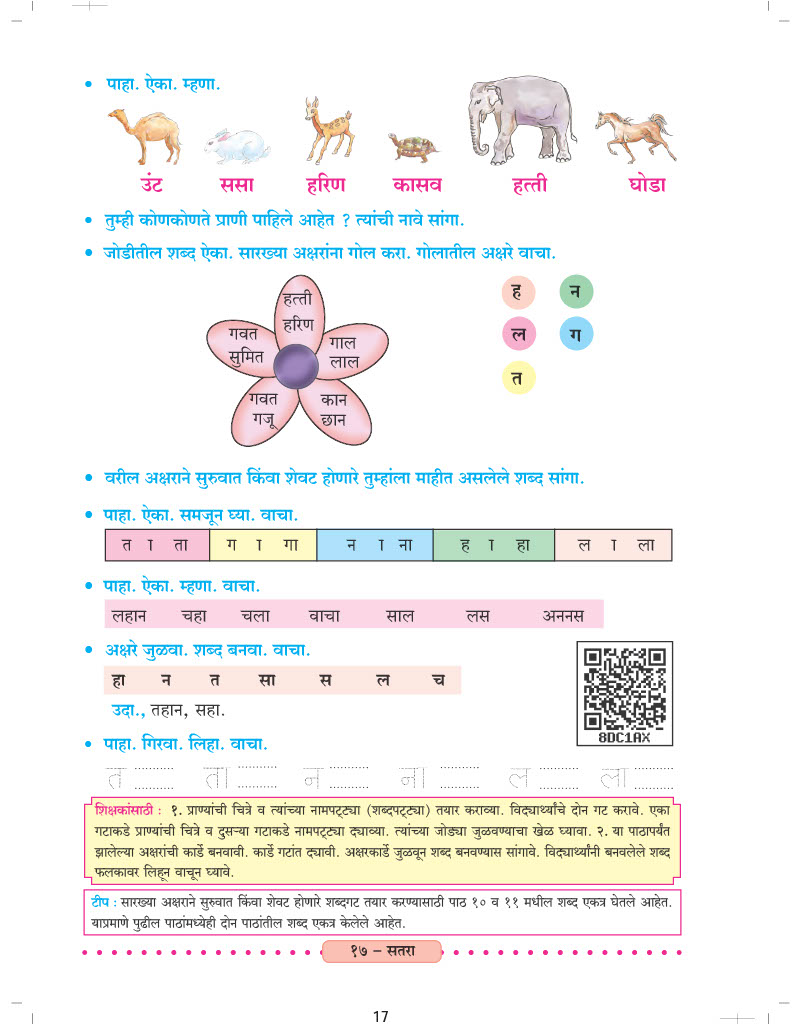 • पाहा. ऐका. म्हणा.
उंट ससा हरिण कासव हत्ती घोडा
• तुम्ही कोणकोणते प्राणी पाहिले आहेत ? त्यांची नावे सांगा.
• जोडीतील शब्द ऐका. सारख्या अक्षरांना गोल करा. गोलातील अक्षरे वाचा.
हत्ती
हरिण
गवत
सुमित
गाल
लाल
गवत
गजू
कान
छान
ह न
ल ग
त
• वरील अक्षराने सुरुवात किंवा शेवट होणारे तुम्हांला माहीत असलेले शब्द सांगा.
• पाहा. ऐका. समजून घ्या. वाचा.
त ा ता ग ा गा न ा ना ह ा हा ल ा ला
• पाहा. ऐका. म्हणा. वाचा.
लहान चहा चला वाचा साल लस अननस
• अक्षरे जुळवा. शब्द बनवा. वाचा.
हा न त सा स ल च
उदा., तहान, सहा.
8DC1AX
• पाहा. गिरवा. लिहा. वाचा.
त ता न ना ल ला
शिक्षकांसाठी : १. प्राण्यांची चित्रे व त्यांच्या नामपट्ट्या (शब्दपट्ट्या) तयार कराव्या. विद्यार्थ्यांचे दोन गट करावे. एका
गटाकडे प्राण्यांची चित्रे व दुसऱ्या गटाकडे नामपट्ट्या द्याव्या. त्यांच्या जोड्या जुळवण्याचा खेळ घ्यावा. २. या पाठापर्यंत
झालेल्या अक्षरांची कार्डे बनवावी. कार्डे गटांत द्यावी. अक्षरकार्डे जुळवून शब्द बनवण्यास सांगावे. विद्यार्थ्यांनी बनवलेले शब्द
फलकावर लिहून वाचून घ्यावे.
टीप : सारख्या अक्षराने सुरुवात किंवा शेवट होणारे शब्दगट तयार करण्यासाठी पाठ १० व ११ मधील शब्द एकत्र घेतले आहेत.
याप्रमाणे पुढील पाठांमध्येही दोन पाठांतील शब्द एकत्र केलेले आहेत.
१७ – सतरा
17